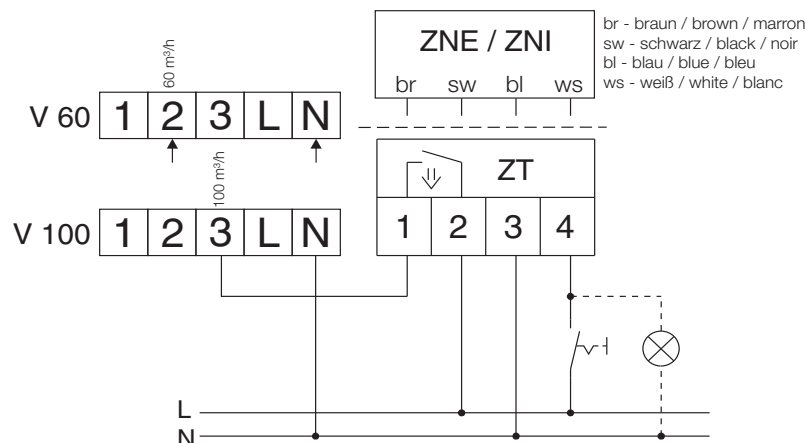 ZNE / ZNI
br sw bl ws
br - braun / brown / marron
sw - schwarz / black / noir
bl - blau / blue / bleu
ws - weiß / white / blanc
60 m³/h
V 60 1 2 3 L N
ZT
1 2 3 4
100 m³/h
V 100 1 2 3 L N
L
N